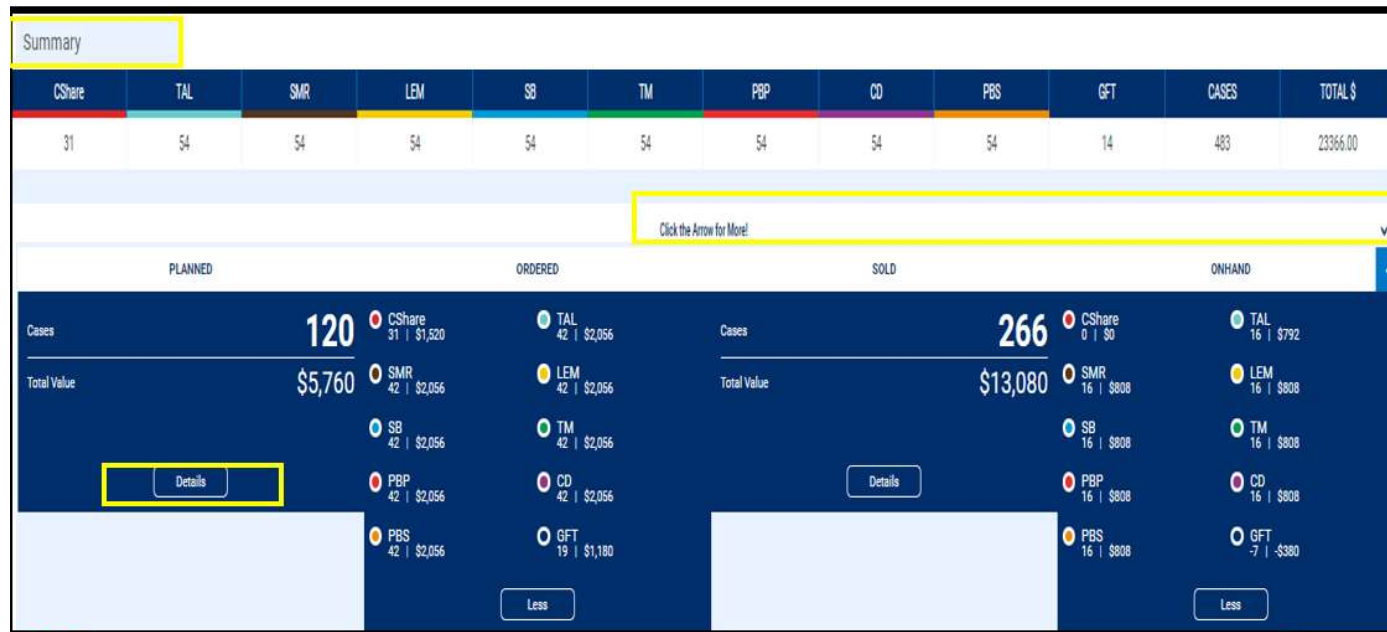 Summary
CShare TAL SMR LEM SB TM PBP CD PBS GFT CASES TOTAL $
31 54 54 54 54 54 54 54 54 14 483 23366.00
Click the Arrow for More!
PLANNED ORDERED SOLD ONHAND
Cases 120
Total Value $5,760
Details
CShare
31 | $1,520
TAL
42 | $2,056
SMR
42 | $2,056
LEM
42 | $2,056
SB
42 | $2,056
TM
42 | $2,056
PBP
42 | $2,056
CD
42 | $2,056
PBS
42 | $2,056
GFT
19 | $1,180
Less
Cases 266
Total Value $13,080
Details
CShare
0 | $0
TAL
16 | $792
SMR
16 | $808
LEM
16 | $808
SB
16 | $808
TM
16 | $808
PBP
16 | $808
CD
16 | $808
PBS
16 | $808
GFT
-7 | -$380
Less